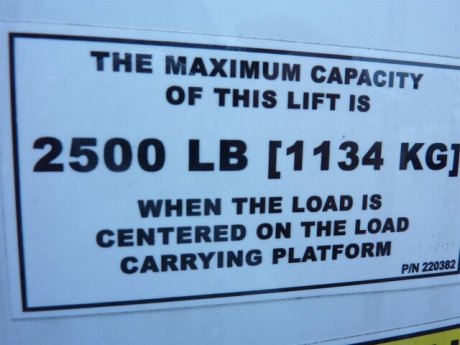 THE MAXIMUM CAPACITY
OF THIS LIFT IS
2500 LB [1134 KG]
WHEN THE LOAD IS
CENTERED ON THE LOAD
CARRYING PLATFORM
P/N 220382